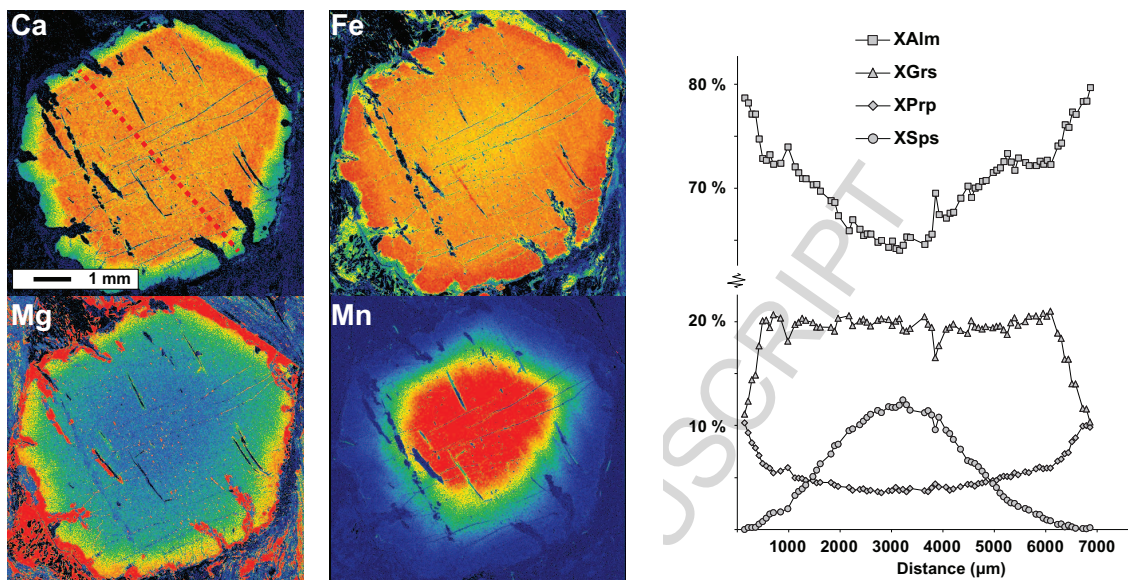 Ca
Fe
1 mm
Mg
Mn
XAlm
XGrs
XPrp
XSps
80 %
70 %
20 %
10 %
1000 2000 3000 4000 5000 6000 7000
Distance (µm)
USCRIPT